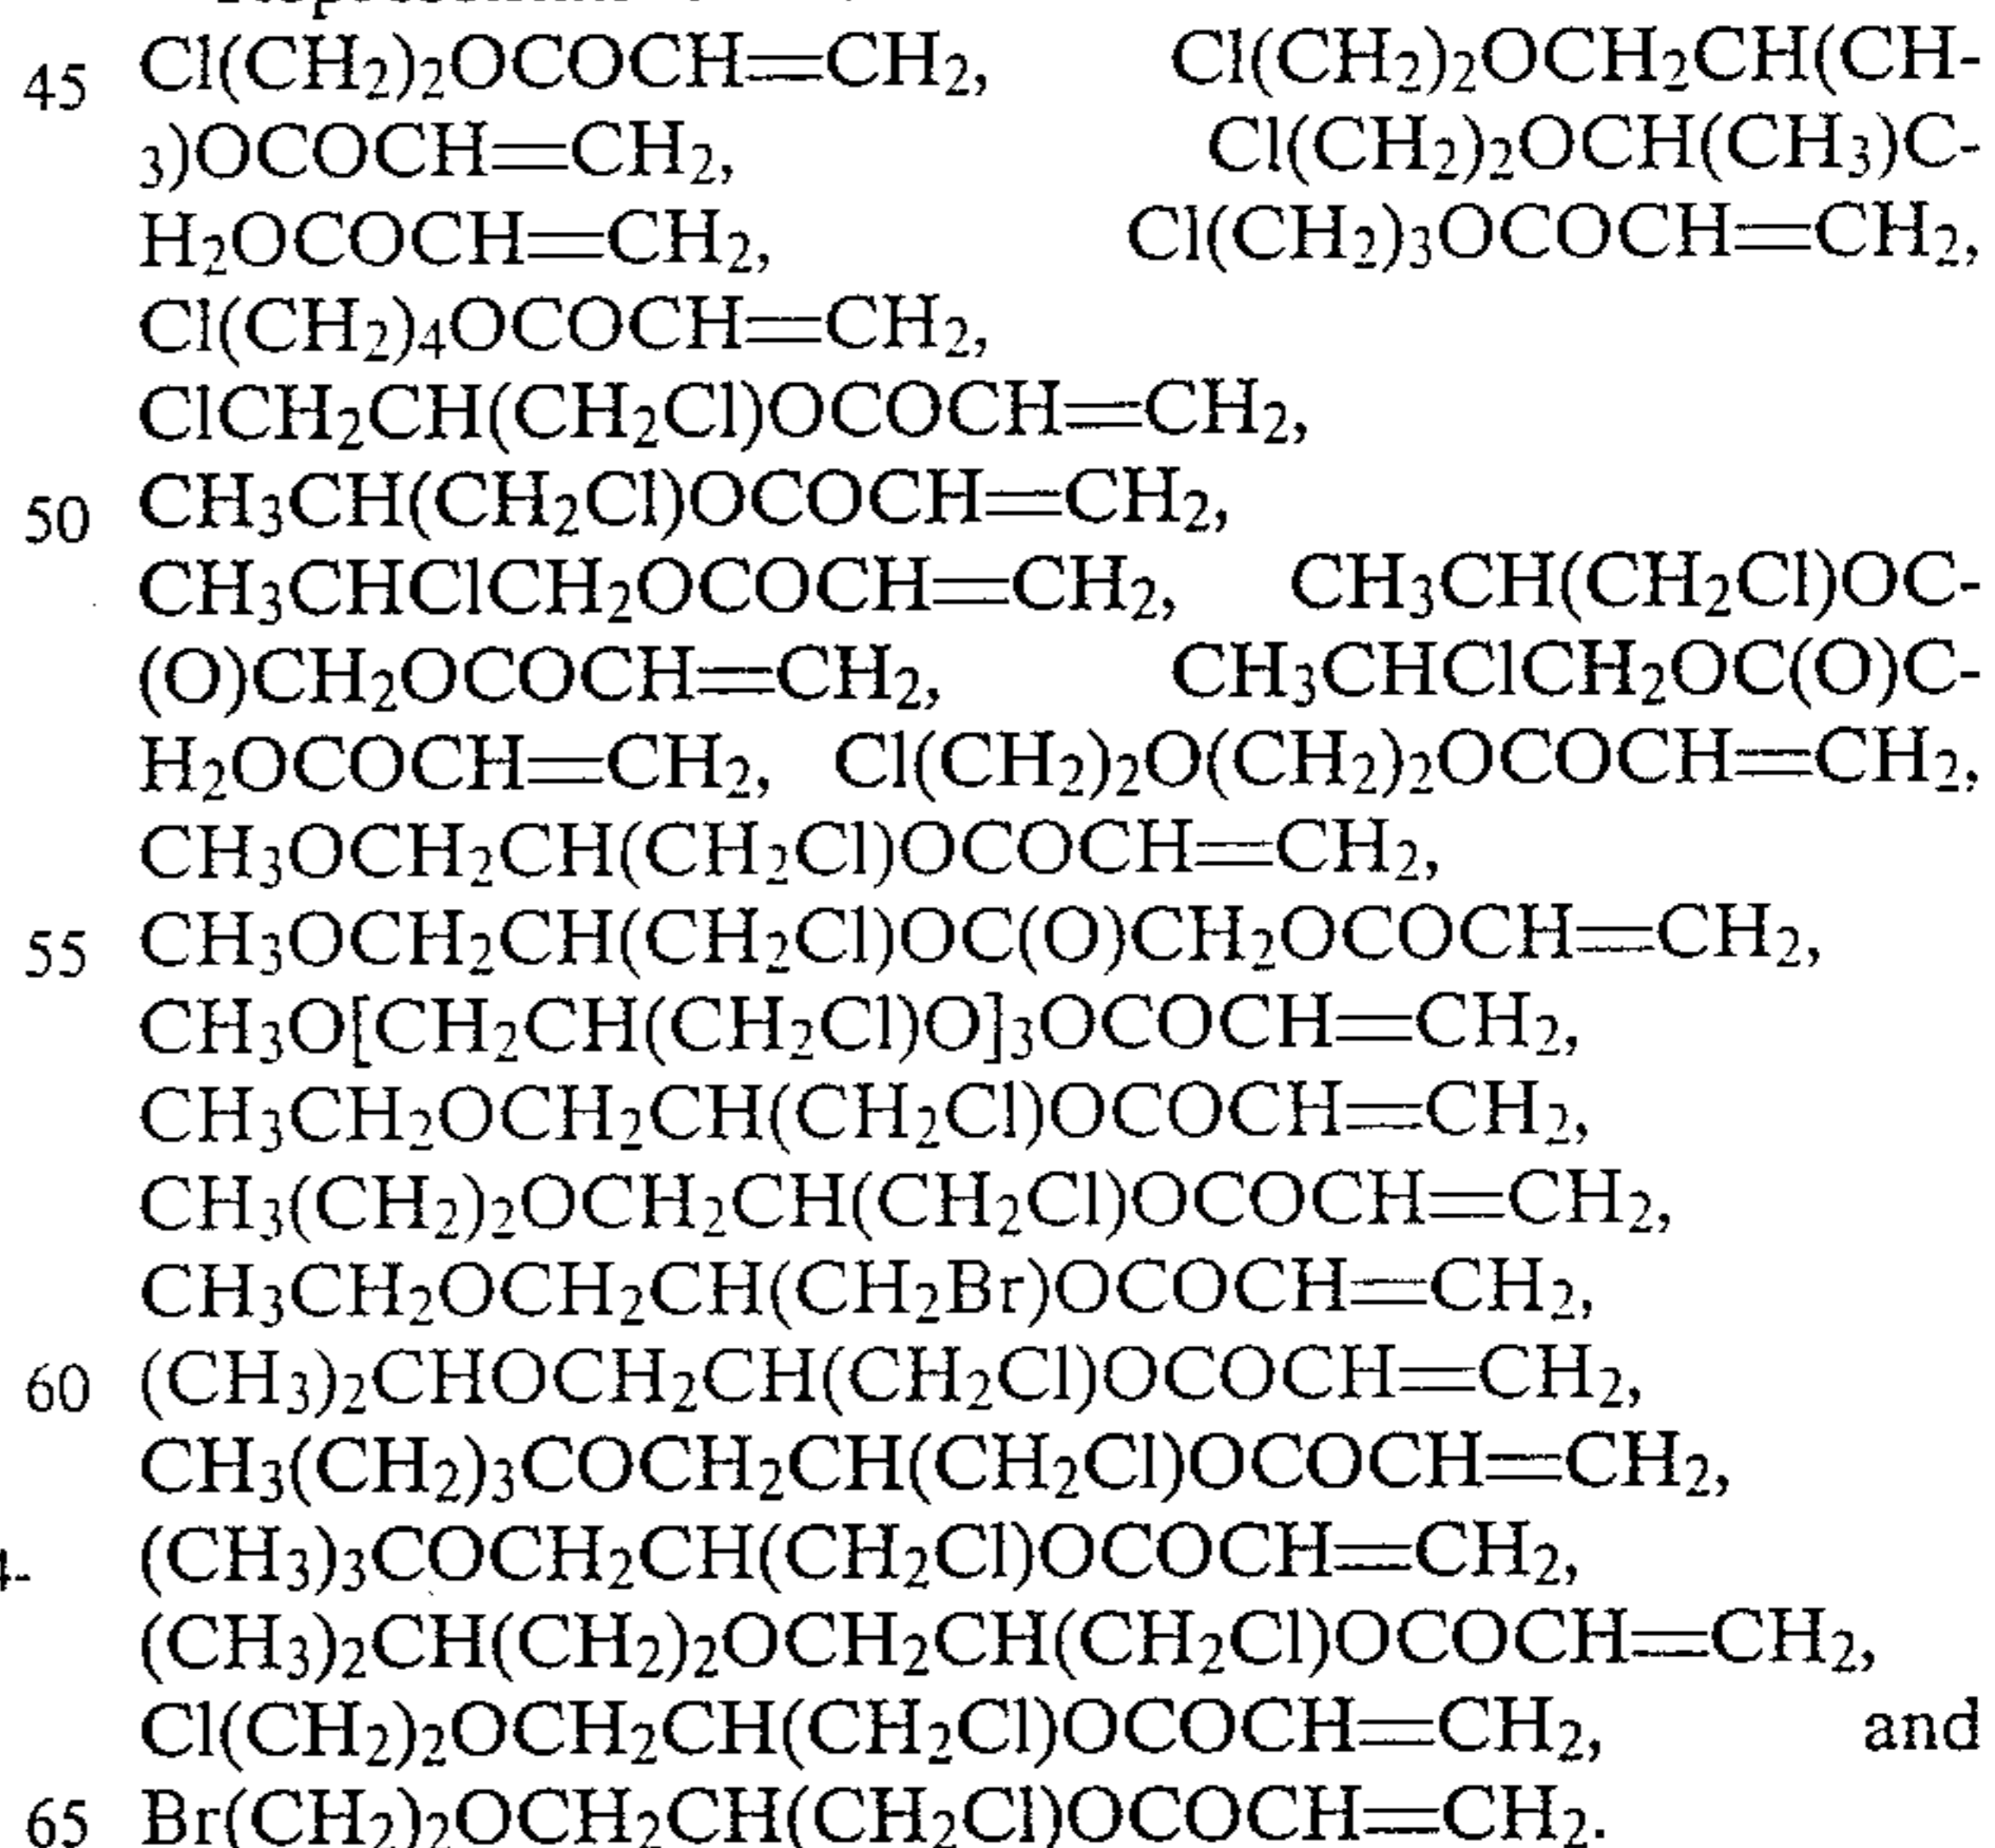 45 Cl(CH₂)₂OCOCH=CH₂, Cl(CH₂)₂OCH₂CH(CH-
₃)OCOCH=CH₂, Cl(CH₂)₂OCH(CH₃)C-
H₂OCOCH=CH₂, Cl(CH₂)₃OCOCH=CH₂,
Cl(CH₂)₄OCOCH=CH₂,
ClCH₂CH(CH₂Cl)OCOCH=CH₂,
50 CH₃CH(CH₂Cl)OCOCH=CH₂,
CH₃CHClCH₂OCOCH=CH₂, CH₃CH(CH₂Cl)OC-
(O)CH₂OCOCH=CH₂, CH₃CHClCH₂OC(O)C-
H₂OCOCH=CH₂, Cl(CH₂)₂O(CH₂)₂OCOCH=CH₂,
CH₃OCH₂CH(CH₂Cl)OCOCH=CH₂,
55 CH₃OCH₂CH(CH₂Cl)OC(O)CH₂OCOCH=CH₂,
CH₃O[CH₂CH(CH₂Cl)O]₃OCOCH=CH₂,
CH₃CH₂OCH₂CH(CH₂Cl)OCOCH=CH₂,
CH₃(CH₂)₂OCH₂CH(CH₂Cl)OCOCH=CH₂,
CH₃CH₂OCH₂CH(CH₂Br)OCOCH=CH₂,
60 (CH₃)₂CHOCH₂CH(CH₂Cl)OCOCH=CH₂,
CH₃(CH₂)₃COCH₂CH(CH₂Cl)OCOCH=CH₂,
4- (CH₃)₃COCH₂CH(CH₂Cl)OCOCH=CH₂,
(CH₃)₂CH(CH₂)₂OCH₂CH(CH₂Cl)OCOCH=CH₂,
Cl(CH₂)₂OCH₂CH(CH₂Cl)OCOCH=CH₂, and
65 Br(CH₂)₂OCH₂CH(CH₂Cl)OCOCH=CH₂.